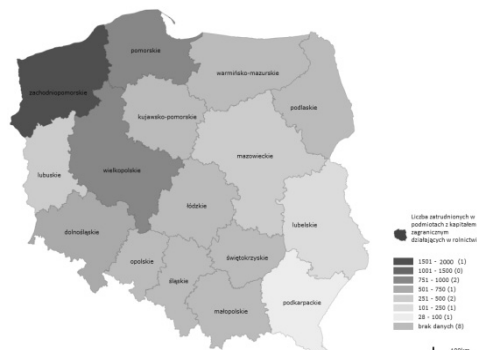 pomorskie
warmińsko-mazurskie
zachodniopomorskie
podlaskie
kujawsko-pomorskie
mazowieckie
wielkopolskie
lubuskie
łódzkie
lubelskie
dolnośląskie
opolskie
świętokrzyskie
śląskie
podkarpackie
małopolskie
Liczba zatrudnionych w
podmiotach z kapitałem
zagranicznym
działających w rolnictwi
1501 - 2000 (1)
1001 - 1500 (0)
751 - 1000 (2)
501 - 750 (1)
251 - 500 (2)
101 - 250 (1)
28 - 100 (1)
brak danych (8)
100km